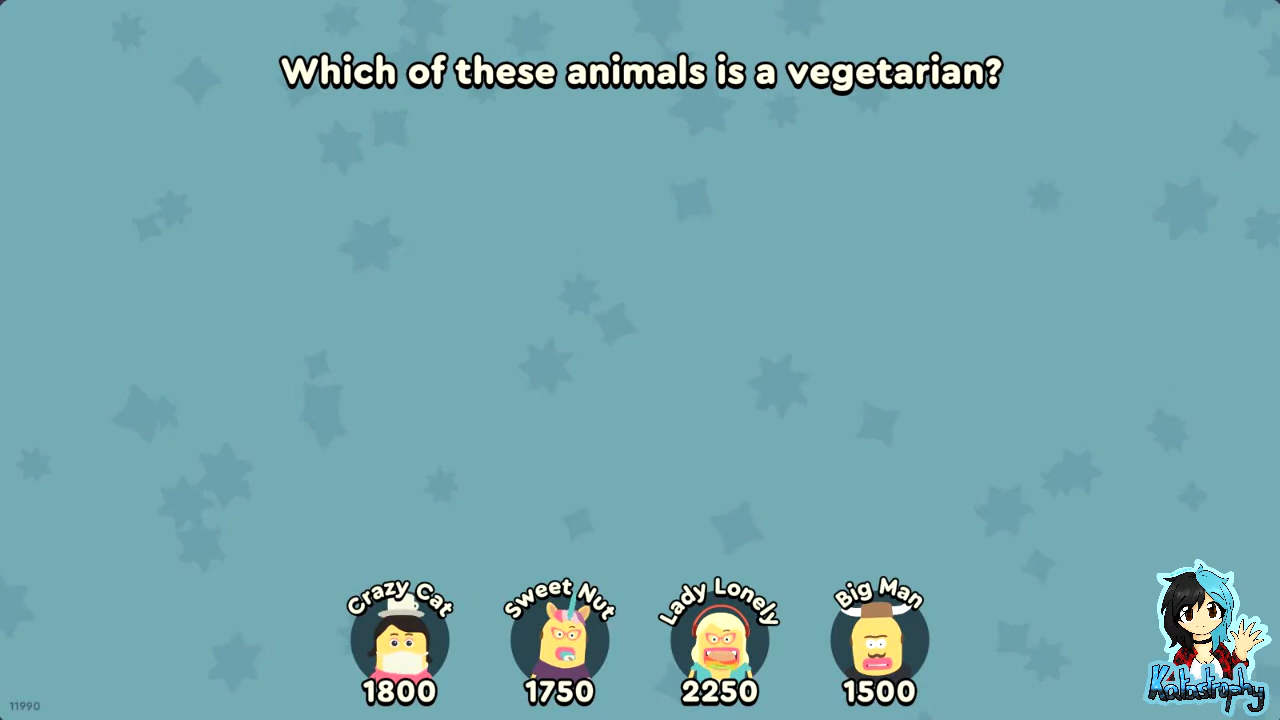 Which of these animals is a vegetarian?
Crazy Cat
Sweet Nut
Lady Lonely
Big Man
1800
1750
2250
1500
Kolostrophy
11990